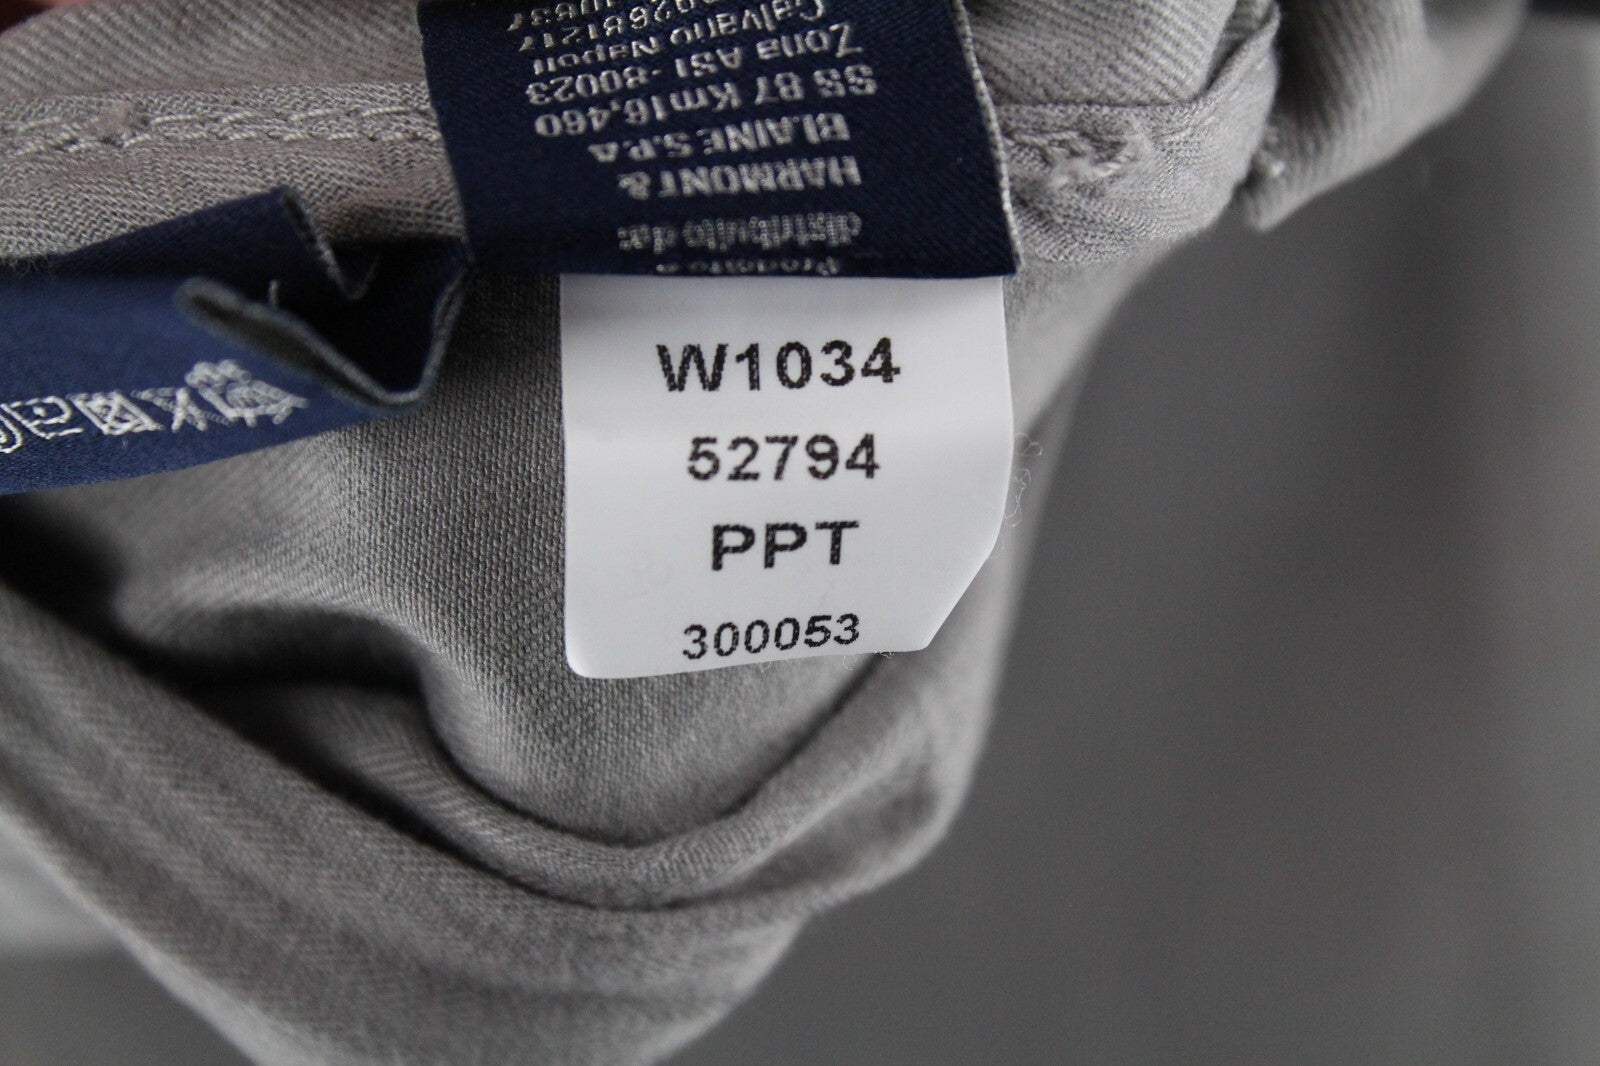 Prodotto e
distribuito da:
HARMONT &
BLAINE S.P.A
SS 87 Km16,460
Zona ASI - 80023
Caivano Napoli
W1034
52794
PPT
300053